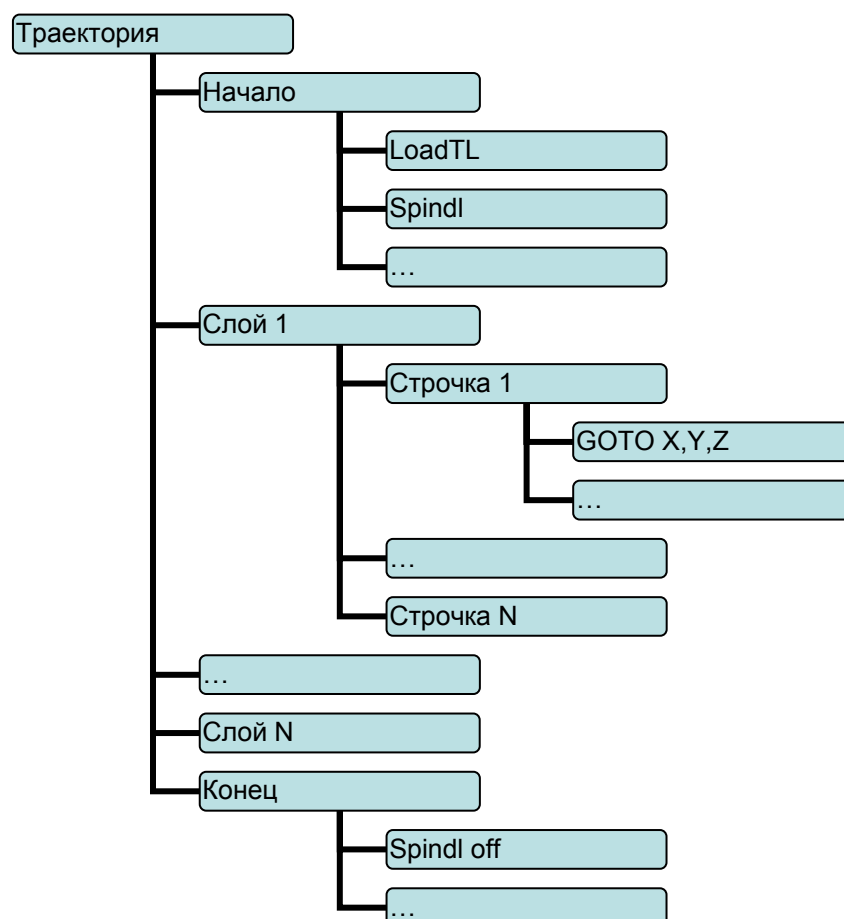 Траектория
Начало
LoadTL
Spindl
…
Слой 1
Строчка 1
GOTO X,Y,Z
…
…
Строчка N
…
Слой N
Конец
Spindl off
…